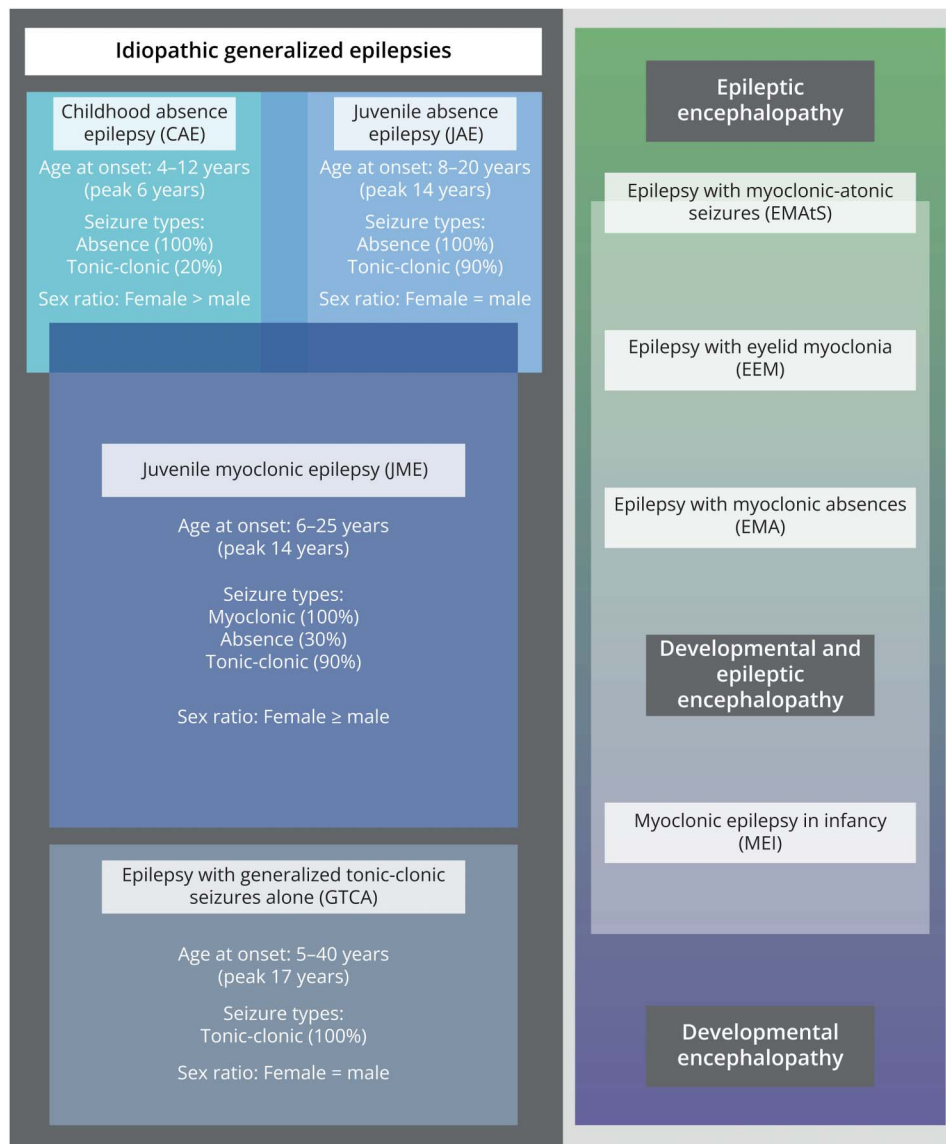 Idiopathic generalized epilepsies
Childhood absence
epilepsy (CAE)
Age at onset: 4–12 years
(peak 6 years)
Seizure types:
Absence (100%)
Tonic-clonic (20%)
Sex ratio: Female > male
Juvenile absence
epilepsy (JAE)
Age at onset: 8–20 years
(peak 14 years)
Seizure types:
Absence (100%)
Tonic-clonic (90%)
Sex ratio: Female = male
Juvenile myoclonic epilepsy (JME)
Age at onset: 6–25 years
(peak 14 years)
Seizure types:
Myoclonic (100%)
Absence (30%)
Tonic-clonic (90%)
Sex ratio: Female ≥ male
Epilepsy with generalized tonic-clonic
seizures alone (GTCA)
Age at onset: 5–40 years
(peak 17 years)
Seizure types:
Tonic-clonic (100%)
Sex ratio: Female = male
Epileptic
encephalopathy
Epilepsy with myoclonic-atonic
seizures (EMAtS)
Epilepsy with eyelid myoclonia
(EEM)
Epilepsy with myoclonic absences
(EMA)
Developmental and
epileptic
encephalopathy
Myoclonic epilepsy in infancy
(MEI)
Developmental
encephalopathy